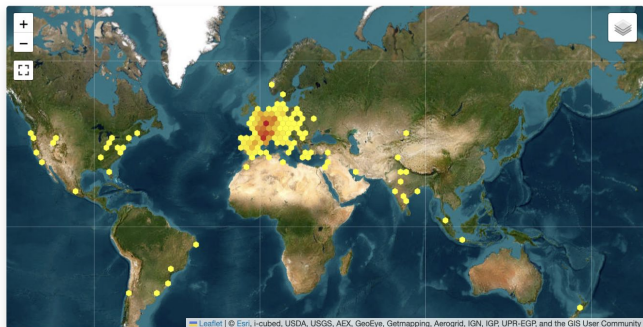 +
−
Leaflet | © Esri, i-cubed, USDA, USGS, AEX, GeoEye, Getmapping, Aerogrid, IGN, IGP, UPR-EGP, and the GIS User Community